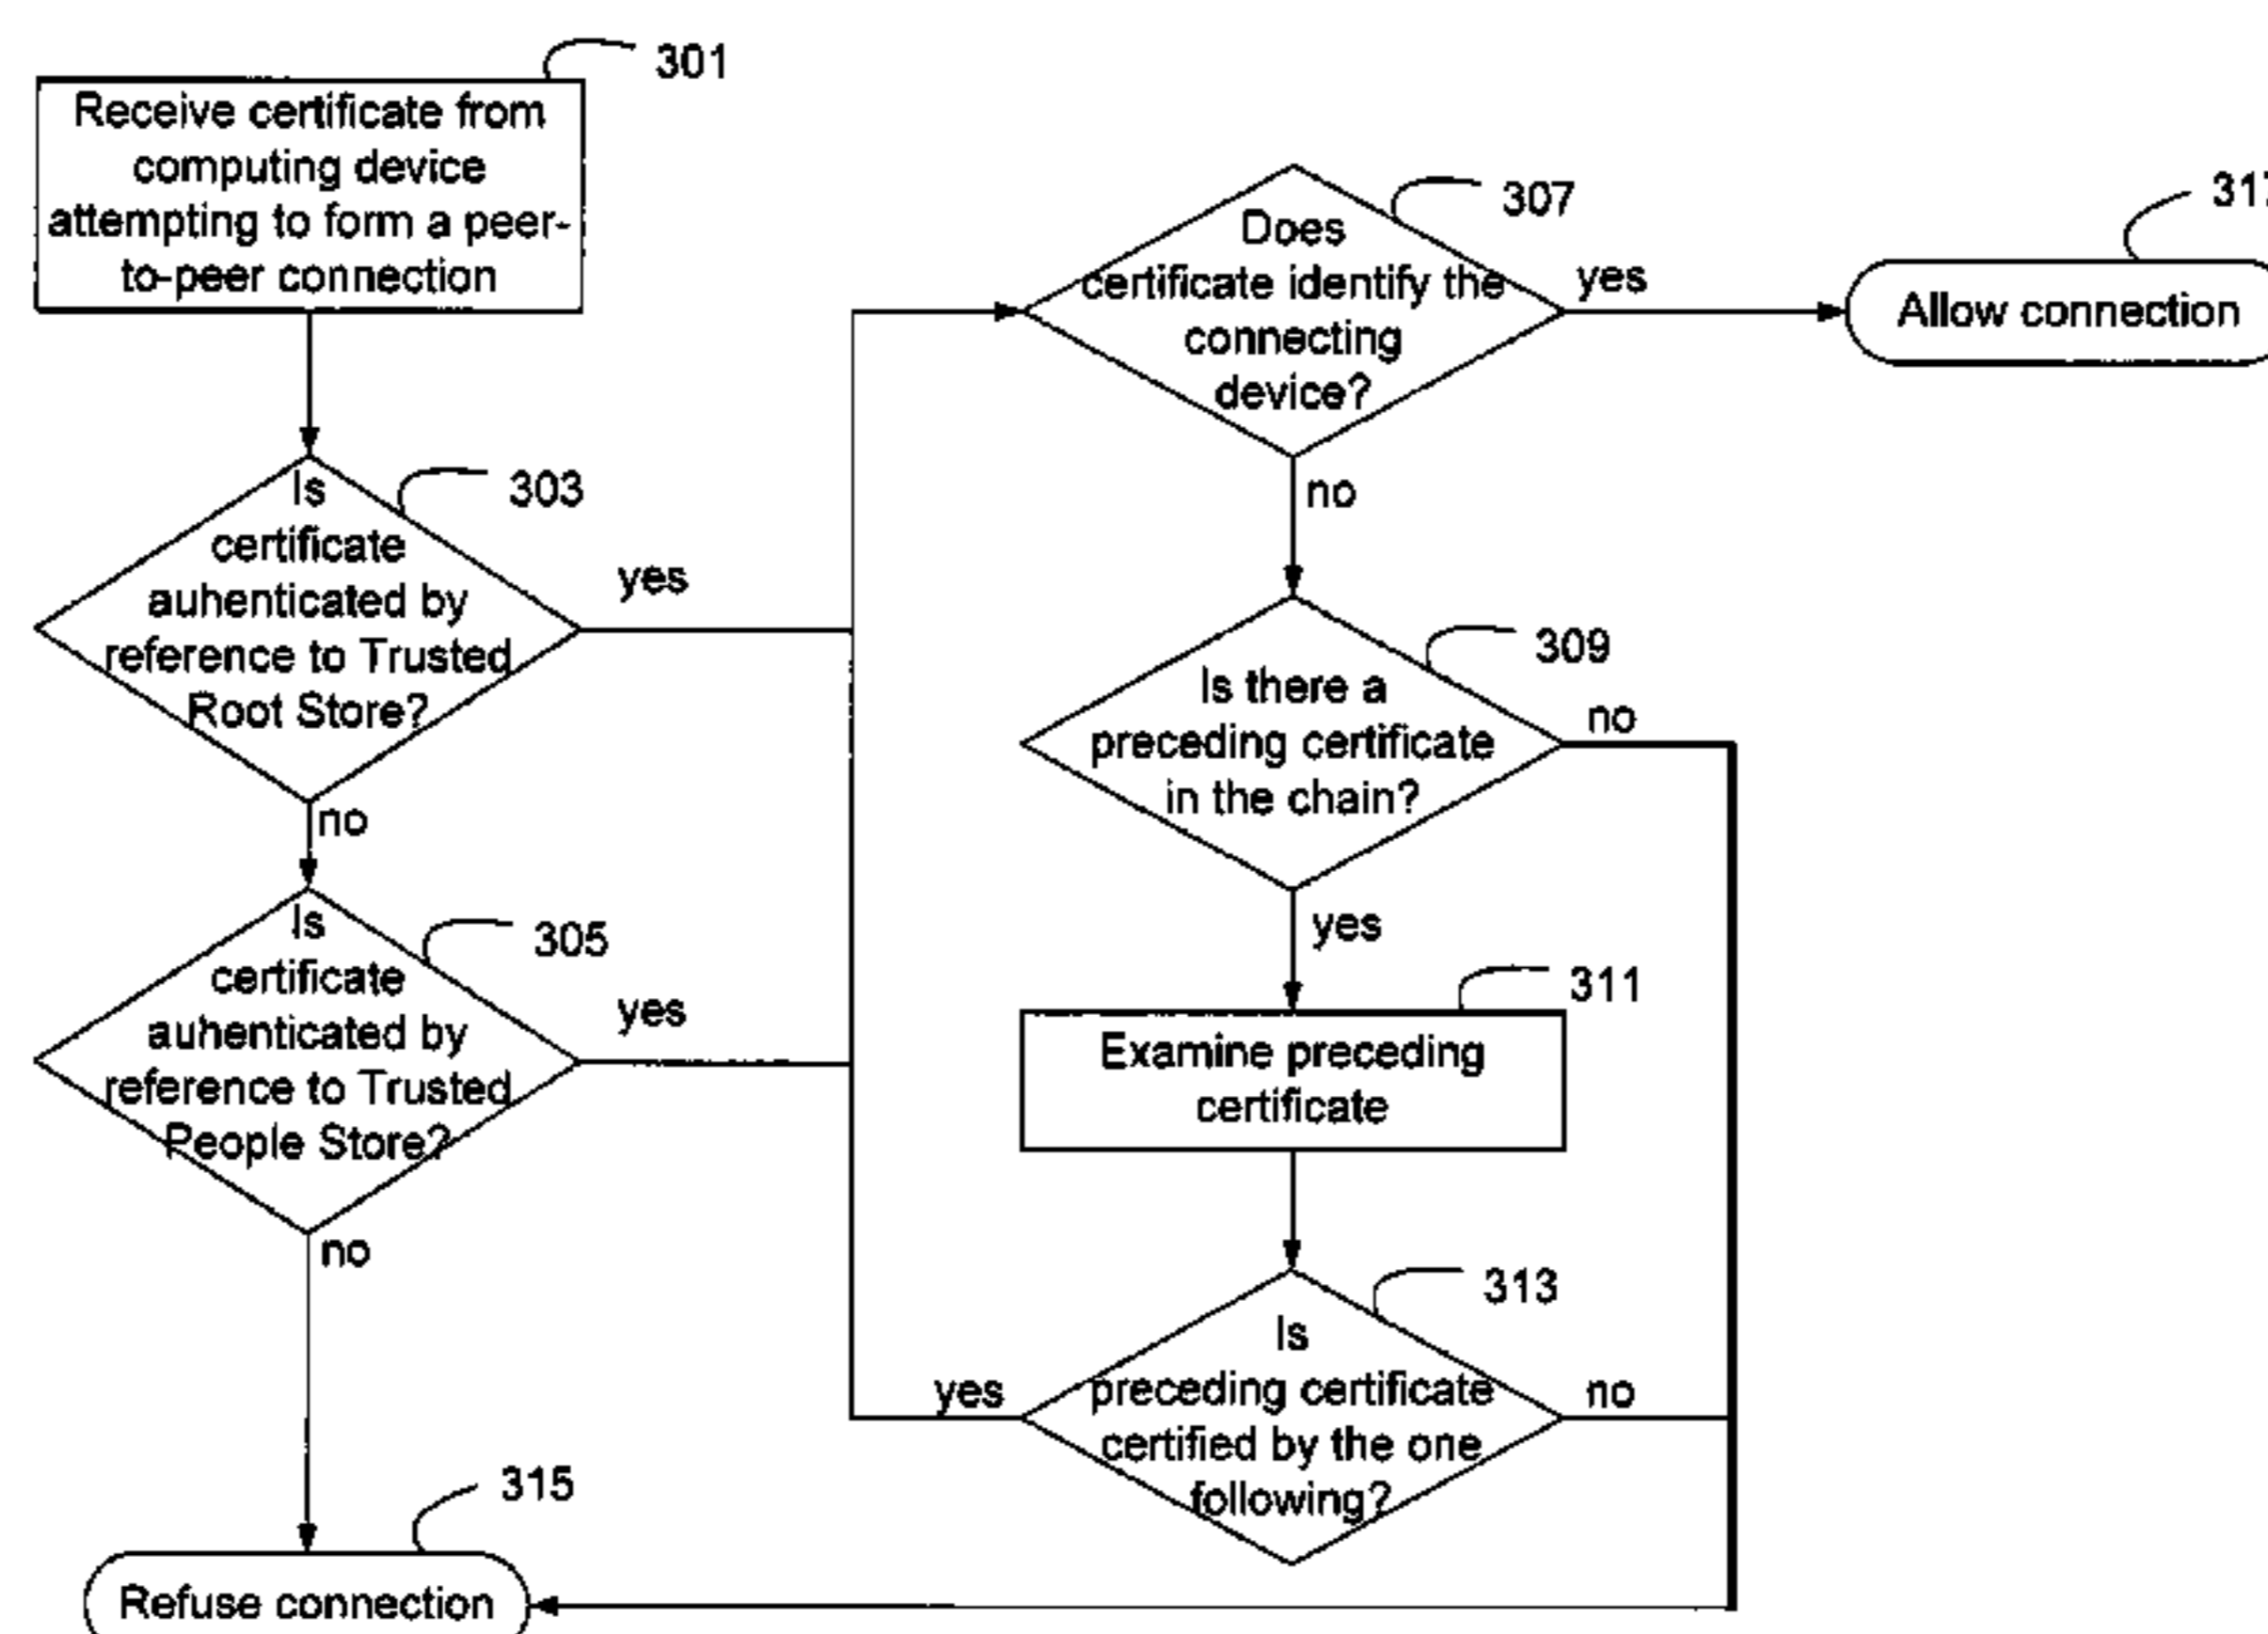 301
Receive certificate from
computing device
attempting to form a peer-
to-peer connection
303
Is
certificate
auhenticated by
reference to Trusted
Root Store?
yes
no
305
Is
certificate
auhenticated by
reference to Trusted
People Store?
yes
no
315
Refuse connection
307
Does
certificate identify the
connecting
device?
yes
no
317
Allow connection
309
Is there a
preceding certificate
in the chain?
no
yes
311
Examine preceding
certificate
313
Is
preceding certificate
certified by the one
following?
yes
no